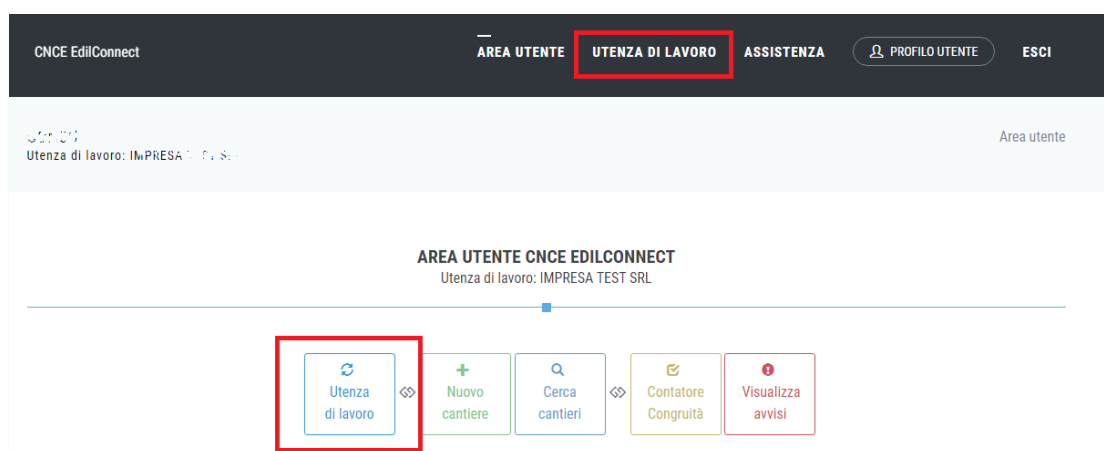 CNCE EdilConnect
AREA UTENTE
UTENZA DI LAVORO
ASSISTENZA
PROFILO UTENTE
ESCI
Utenza di lavoro: IMPRESA
Area utente
AREA UTENTE CNCE EDILCONNECT
Utenza di lavoro: IMPRESA TEST SRL
Utenza
di lavoro
Nuovo
cantiere
Cerca
cantieri
Contatore
Congruità
Visualizza
avvisi